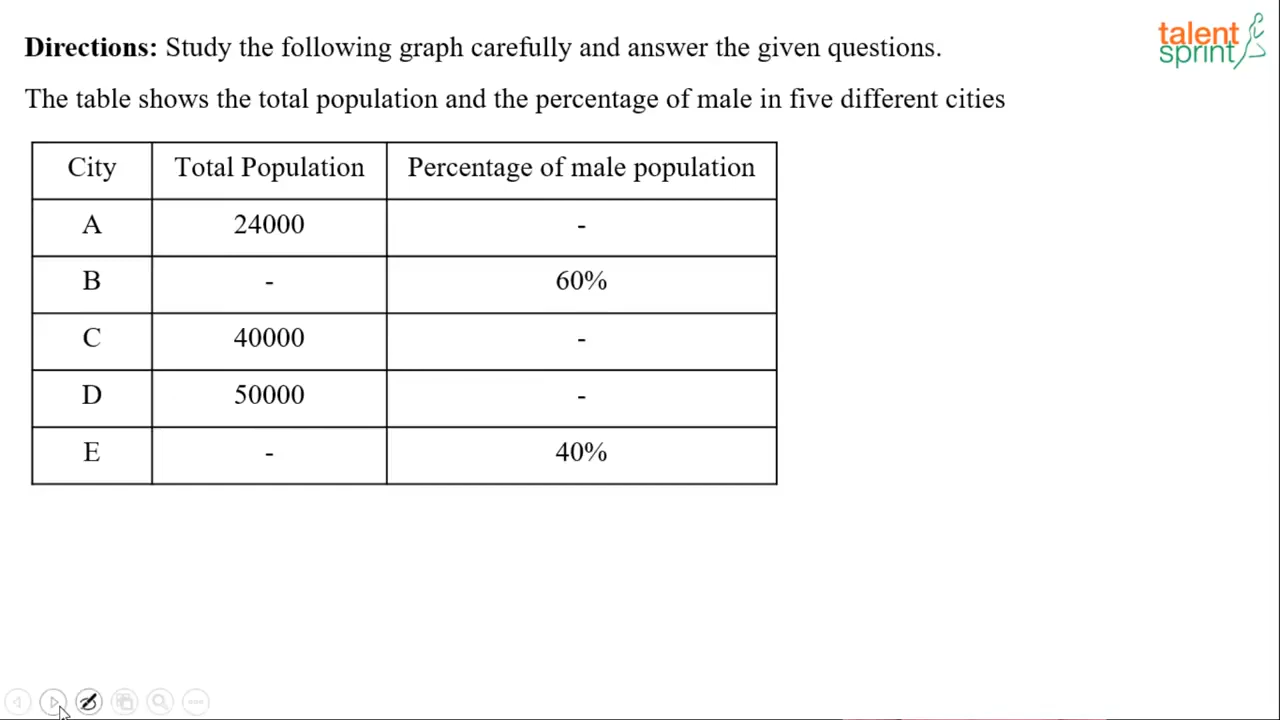 Directions: Study the following graph carefully and answer the given questions.
talent
sprint
The table shows the total population and the percentage of male in five different cities
City Total Population Percentage of male population
A 24000 -
B - 60%
C 40000 -
D 50000 -
E - 40%